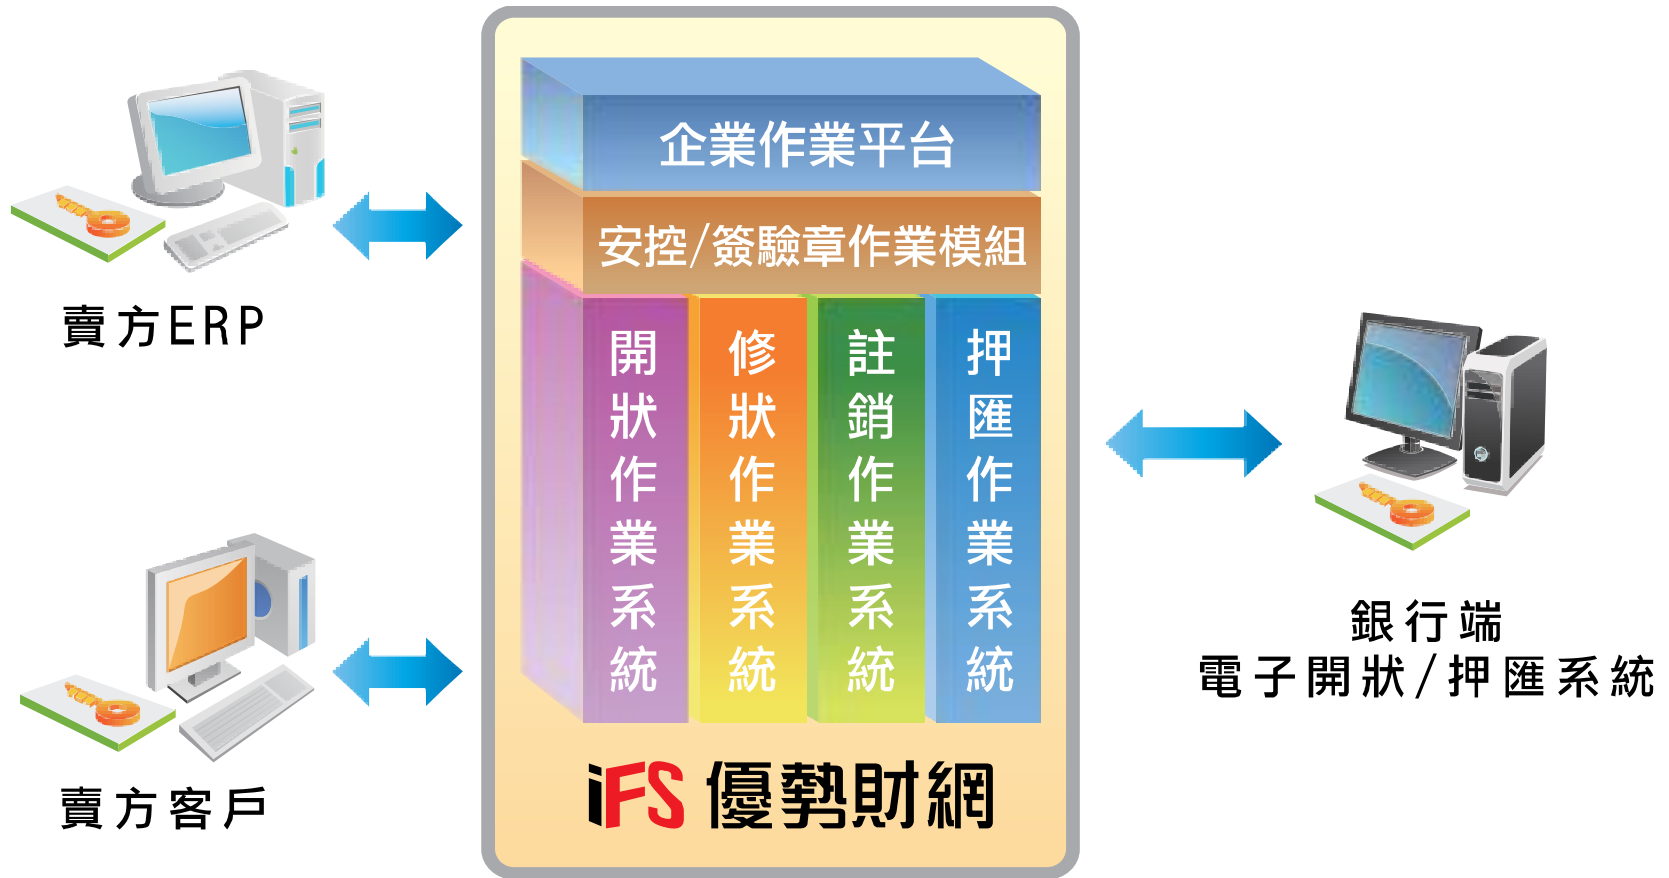 賣方ERP
賣方客戶
企業作業平台
安控/簽驗章作業模組
開狀作業系統
修狀作業系統
註銷作業系統
押匯作業系統
iFS 優勢財網
銀行端
電子開狀/押匯系統